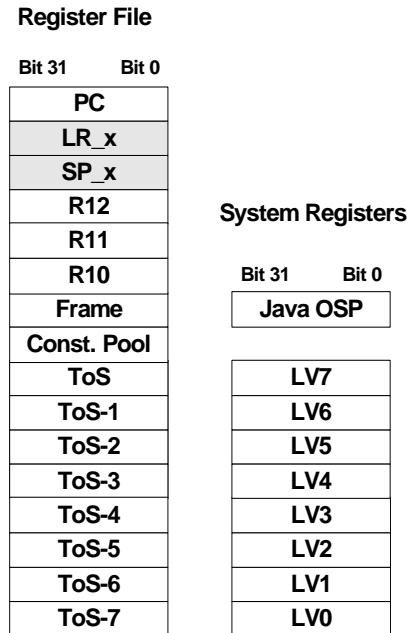 Register File
Bit 31 Bit 0
PC
LR_x
SP_x
R12
R11
R10
Frame
Const. Pool
ToS
ToS-1
ToS-2
ToS-3
ToS-4
ToS-5
ToS-6
ToS-7
System Registers
Bit 31 Bit 0
Java OSP
LV7
LV6
LV5
LV4
LV3
LV2
LV1
LV0